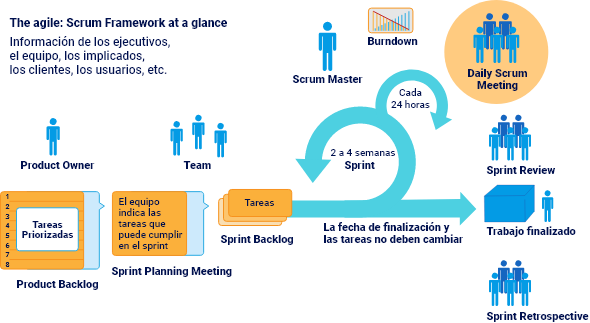 The agile: Scrum Framework at a glance
Información de los ejecutivos,
el equipo, los implicados,
los clientes, los usuarios, etc.
Burndown
Scrum Master
Daily Scrum
Meeting
Cada
24 horas
Product Owner
Team
2 a 4 semanas
Sprint
Sprint Review
1
2
3
4
5
6
7
8
Tareas
Priorizadas
El equipo
indica las
tareas que
puede cumplir
en el sprint
Tareas
Sprint Backlog
La fecha de finalización y
las tareas no deben cambiar
Trabajo finalizado
Product Backlog
Sprint Planning Meeting
Sprint Retrospective